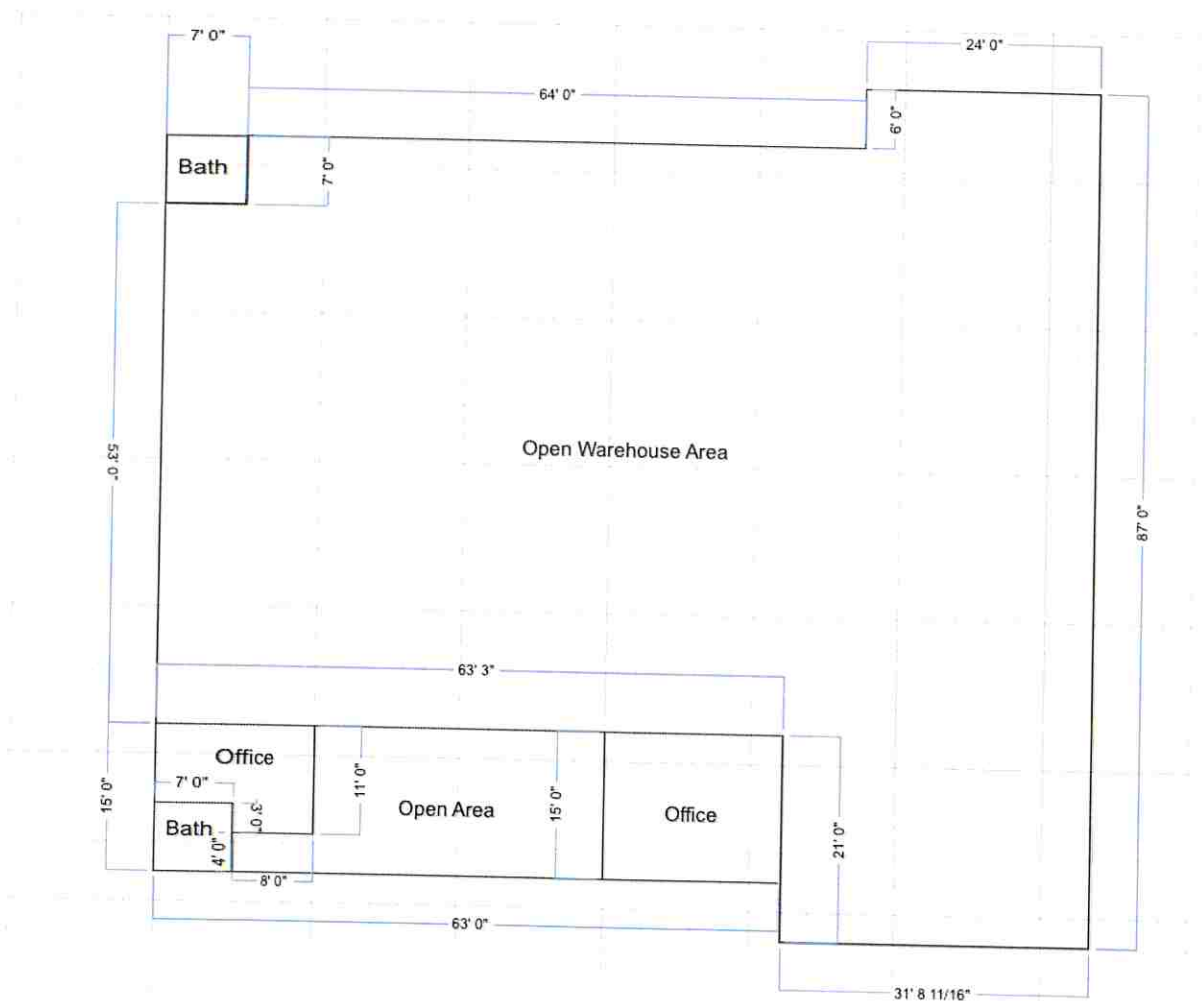 7' 0"
24' 0"
64' 0"
6' 0"
Bath
7' 0"
53' 0"
Open Warehouse Area
87' 0"
63' 3"
Office
7' 0"
3' 0"
11' 0"
15' 0"
Open Area
15' 0"
Office
Bath
4' 0"
21' 0"
8' 0"
63' 0"
31' 8 11/16"